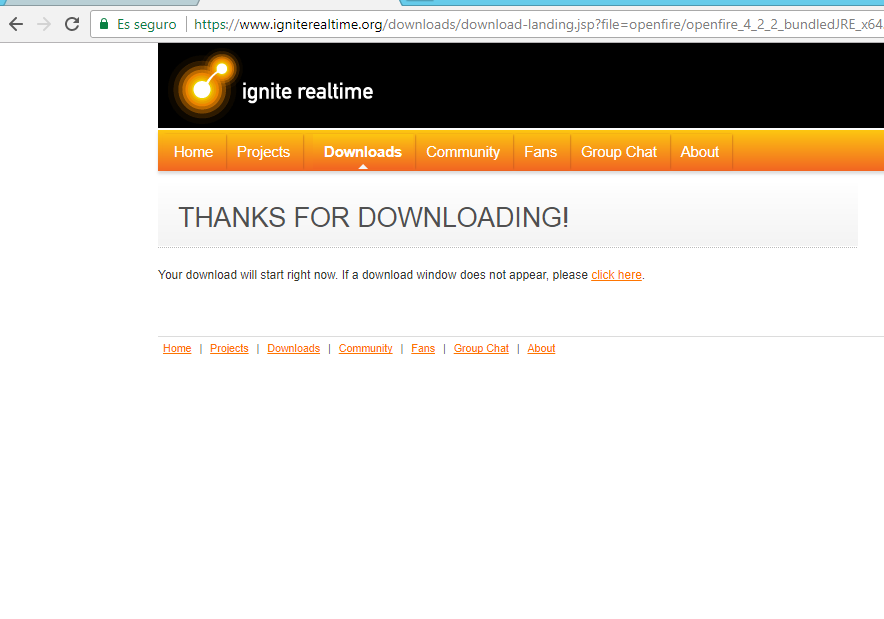 Es seguro | https://www.igniterealtime.org/downloads/download-landing.jsp?file=openfire/openfire_4_2_2_bundledJRE_x64.
ignite realtime
Home Projects Downloads Community Fans Group Chat About
THANKS FOR DOWNLOADING!
Your download will start right now. If a download window does not appear, please click here.
Home | Projects | Downloads | Community | Fans | Group Chat | About